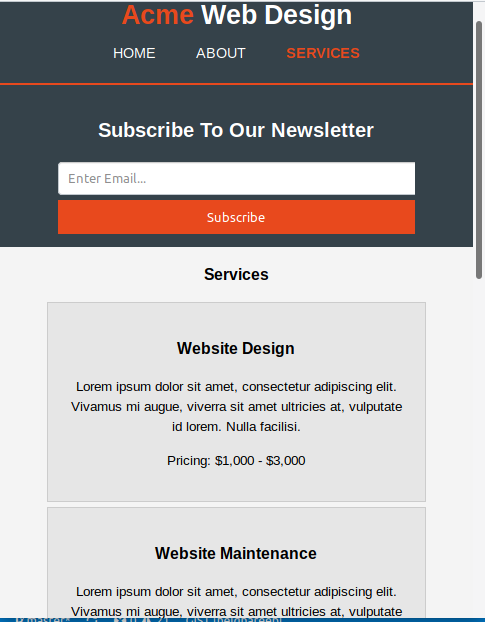 Acme Web Design
HOME ABOUT SERVICES
Subscribe To Our Newsletter
Enter Email...
Subscribe
Services
Website Design
Lorem ipsum dolor sit amet, consectetur adipiscing elit.
Vivamus mi augue, viverra sit amet ultricies at, vulputate
id lorem. Nulla facilisi.
Pricing: $1,000 - $3,000
Website Maintenance
Lorem ipsum dolor sit amet, consectetur adipiscing elit.
Vivamus mi augue, viverra sit amet ultricies at, vulputate
master*